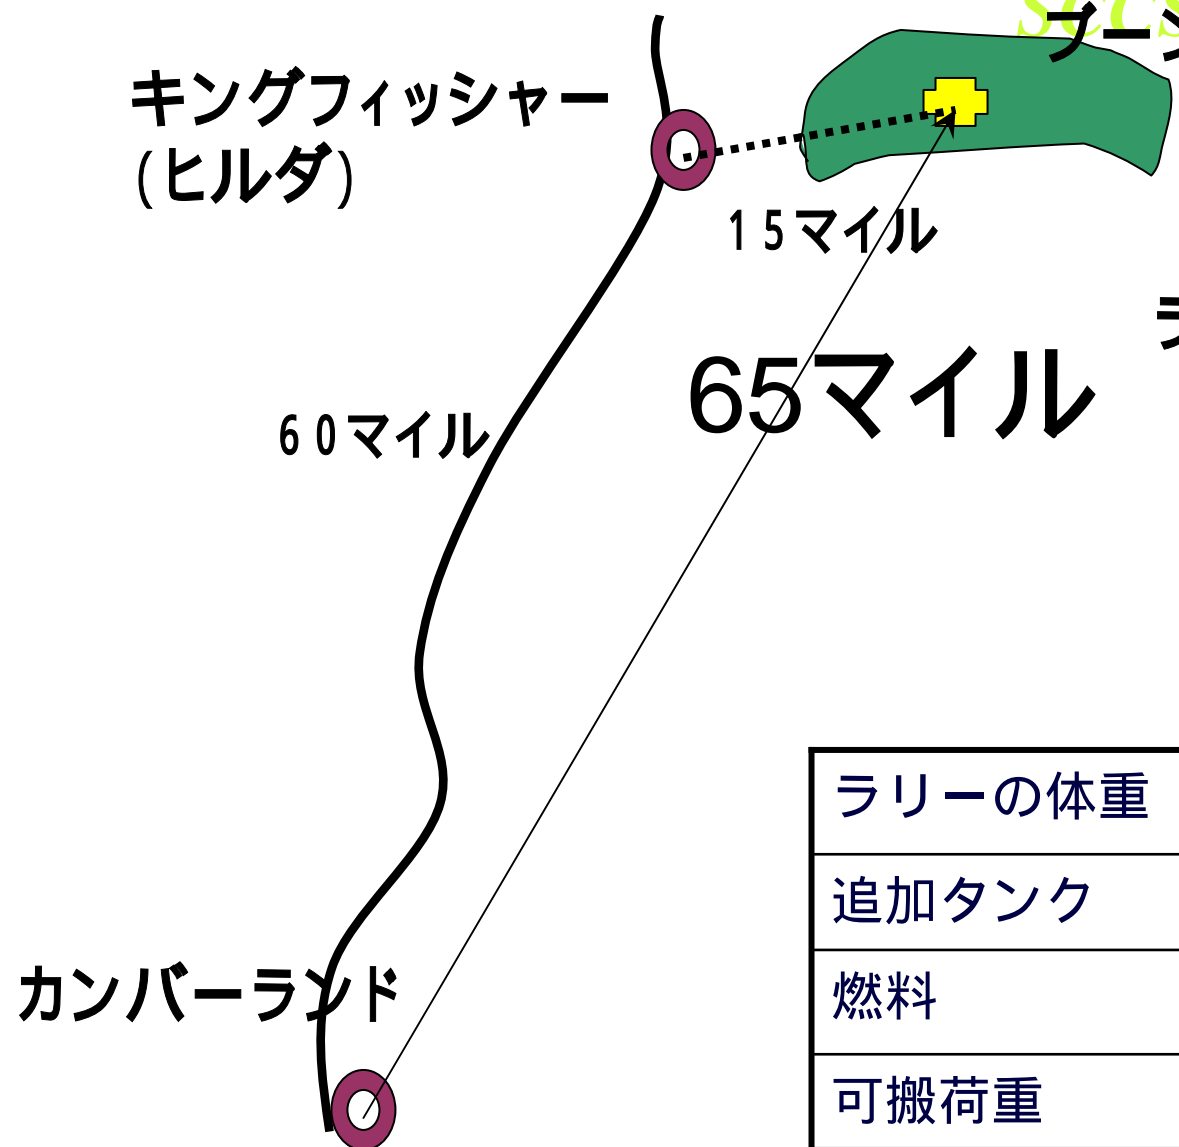 キングフィッシャー
(ヒルダ)
15マイル
65マイル
60マイル
カンバーランド
ラリーの体重
追加タンク
燃料
可搬荷重